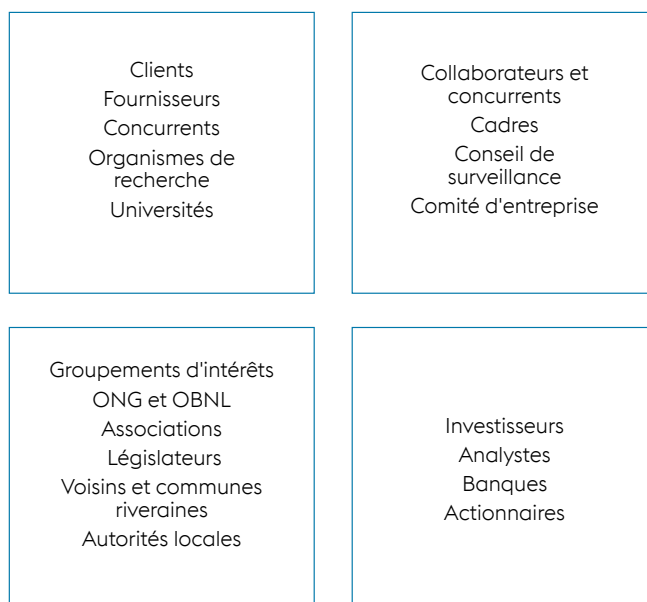 Clients
Fournisseurs
Concurrents
Organismes de
recherche
Universités
Collaborateurs et
concurrents
Cadres
Conseil de
surveillance
Comité d'entreprise
Groupements d'intérêts
ONG et OBNL
Associations
Législateurs
Voisins et communes
riveraines
Autorités locales
Investisseurs
Analystes
Banques
Actionnaires